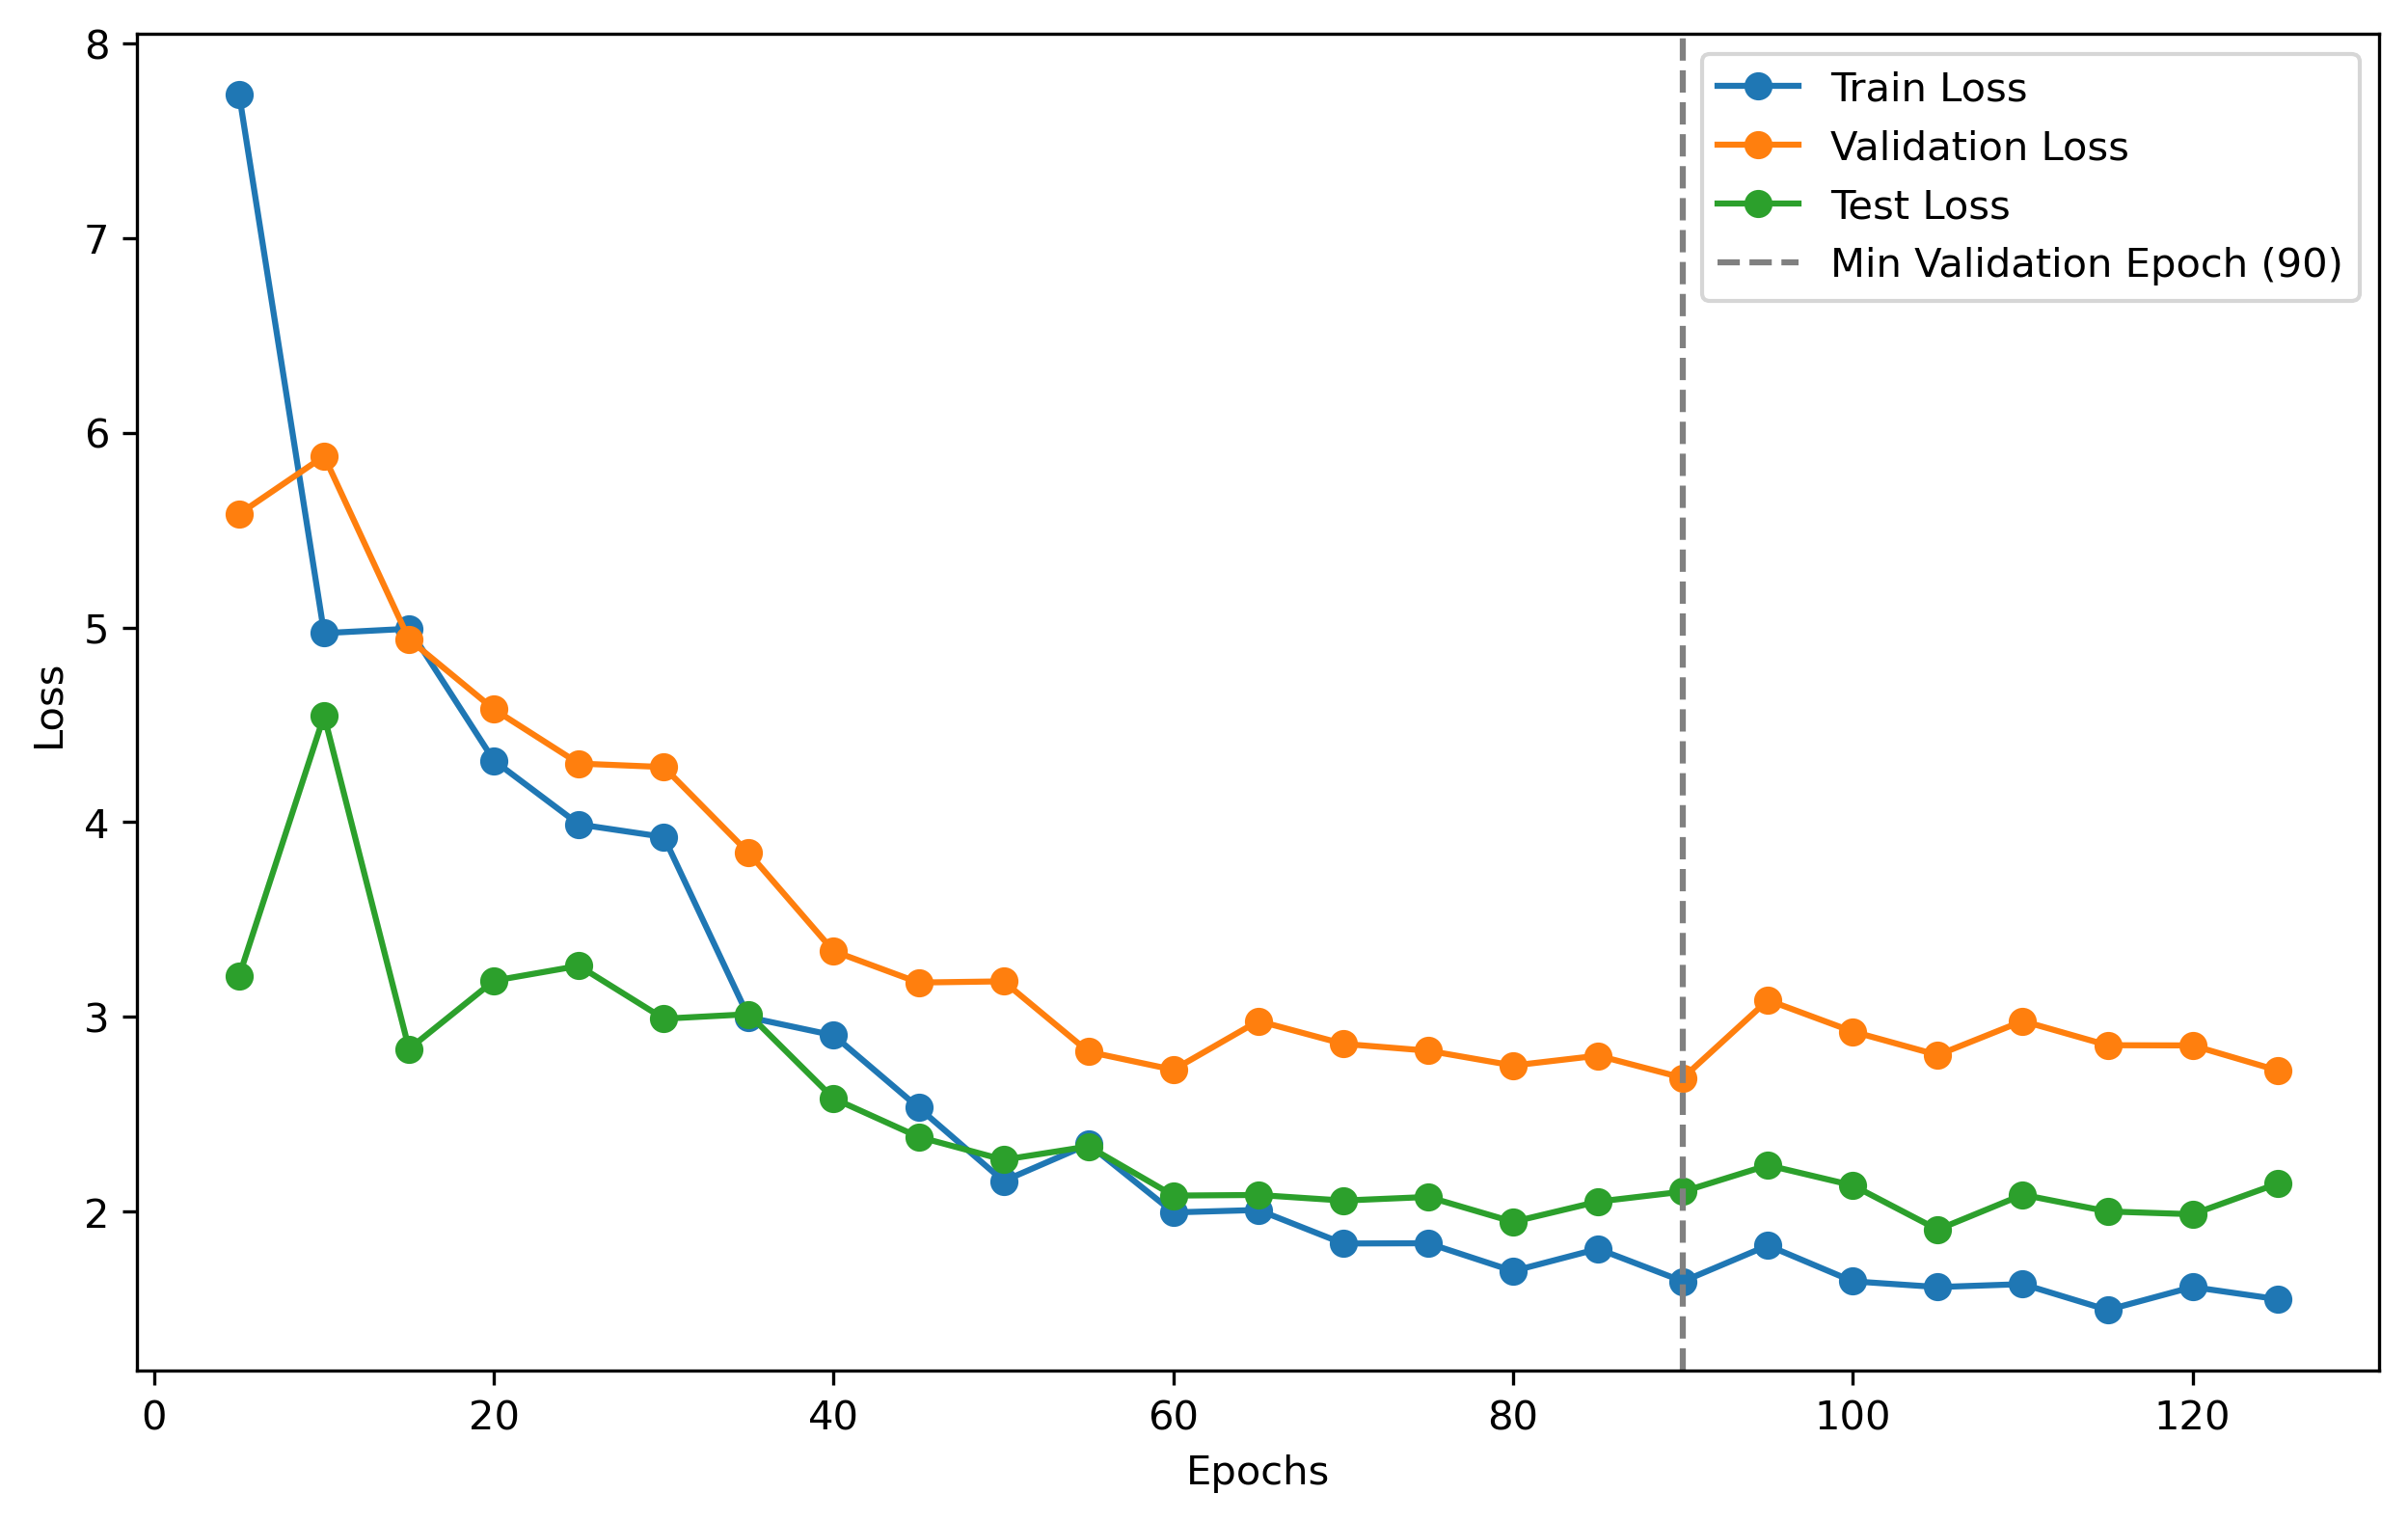 8
7
6
5
4
3
2
Loss
0 20 40 60 80 100 120
Epochs
Train Loss
Validation Loss
Test Loss
Min Validation Epoch (90)